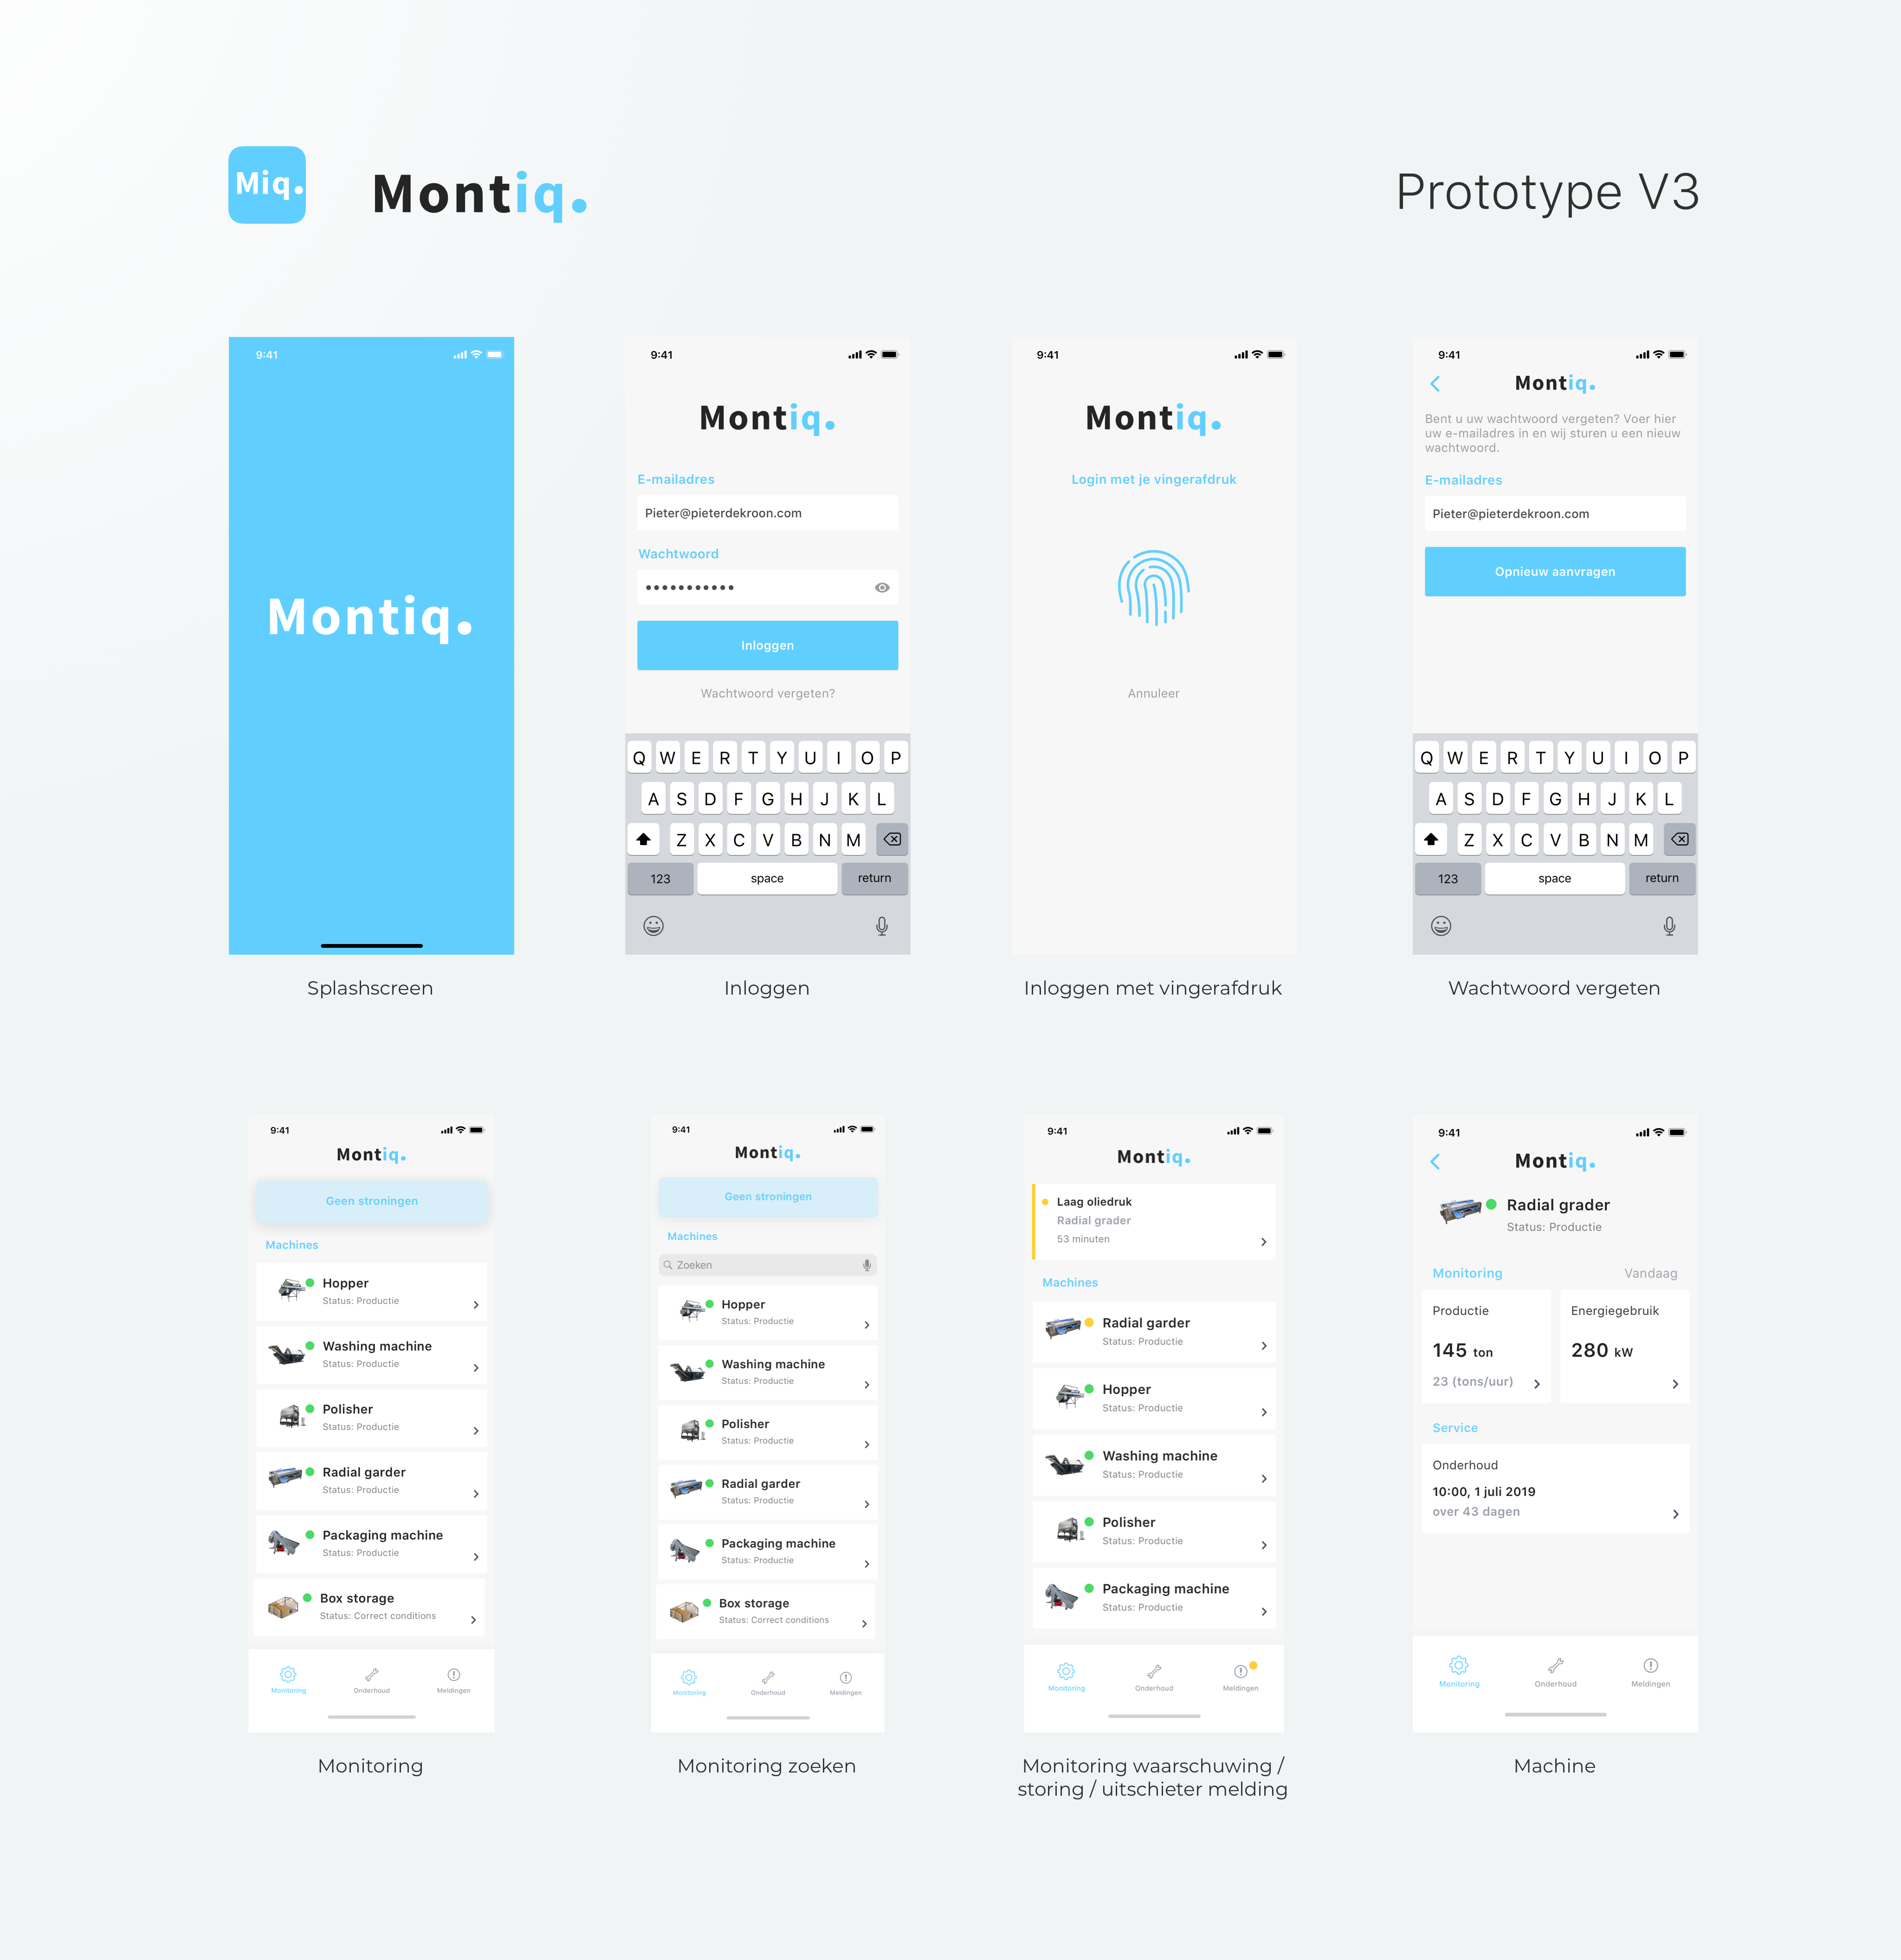 Miq.
Montiq.
Prototype V3
9:41
Montiq.
Splashscreen
9:41
Montiq.
E-mailadres
Pieter@pieterdekroon.com
Wachtwoord
Inloggen
Wachtwoord vergeten?
Q W E R T Y U I O P
A S D F G H J K L
Z X C V B N M
123 space return
Inloggen
9:41
Montiq.
Login met je vingerafdruk
Annuleer
Inloggen met vingerafdruk
9:41
Montiq.
Bent u uw wachtwoord vergeten? Voer hier
uw e-mailadres in en wij sturen u een nieuw
wachtwoord.
E-mailadres
Pieter@pieterdekroon.com
Opnieuw aanvragen
Q W E R T Y U I O P
A S D F G H J K L
Z X C V B N M
123 space return
Wachtwoord vergeten
9:41
Montiq.
Geen stroningen
Machines
Hopper
Status: Productie
Washing machine
Status: Productie
Polisher
Status: Productie
Radial garder
Status: Productie
Packaging machine
Status: Productie
Box storage
Status: Correct conditions
Monitoring Onderhoud Meldingen
Monitoring
9:41
Montiq.
Geen stroningen
Machines
Zoeken
Hopper
Status: Productie
Washing machine
Status: Productie
Polisher
Status: Productie
Radial garder
Status: Productie
Packaging machine
Status: Productie
Box storage
Status: Correct conditions
Monitoring Onderhoud Meldingen
Monitoring zoeken
9:41
Montiq.
Laag oliedruk
Radial grader
53 minuten
Machines
Radial garder
Status: Productie
Hopper
Status: Productie
Washing machine
Status: Productie
Polisher
Status: Productie
Packaging machine
Status: Productie
Monitoring Onderhoud Meldingen
Monitoring waarschuwing /
storing / uitschieter melding
9:41
Montiq.
Radial grader
Status: Productie
Monitoring Vandaag
Productie
145 ton
23 (tons/uur)
Energiegebruik
280 kW
Service
Onderhoud
10:00, 1 juli 2019
over 43 dagen
Monitoring Onderhoud Meldingen
Machine